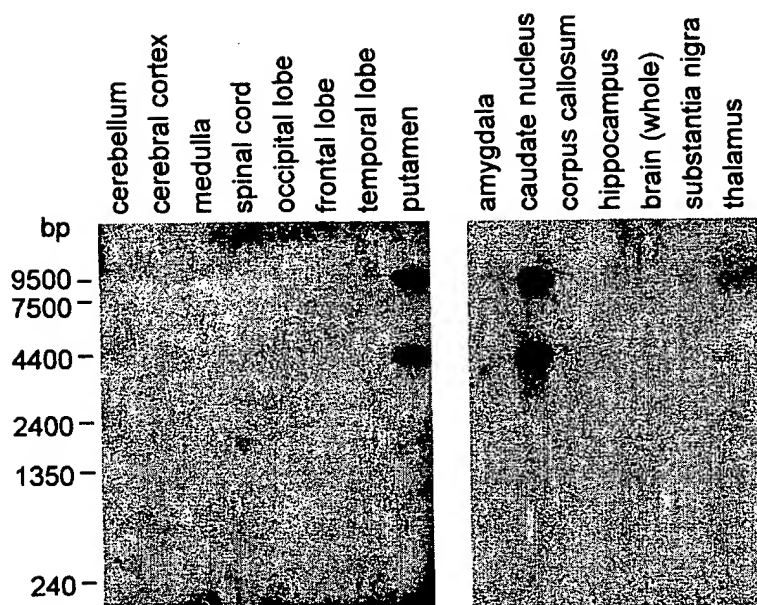 cerebellum
cerebral cortex
medulla
spinal cord
occipital lobe
frontal lobe
temporal lobe
putamen
amygdala
caudate nucleus
corpus callosum
hippocampus
brain (whole)
substantia nigra
thalamus
bp
9500
7500
4400
2400
1350
240